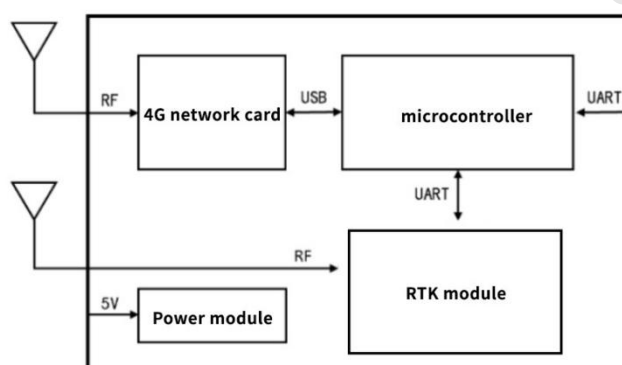 RF
4G network card
USB
microcontroller
UART
UART
RF
RTK module
5V
Power module